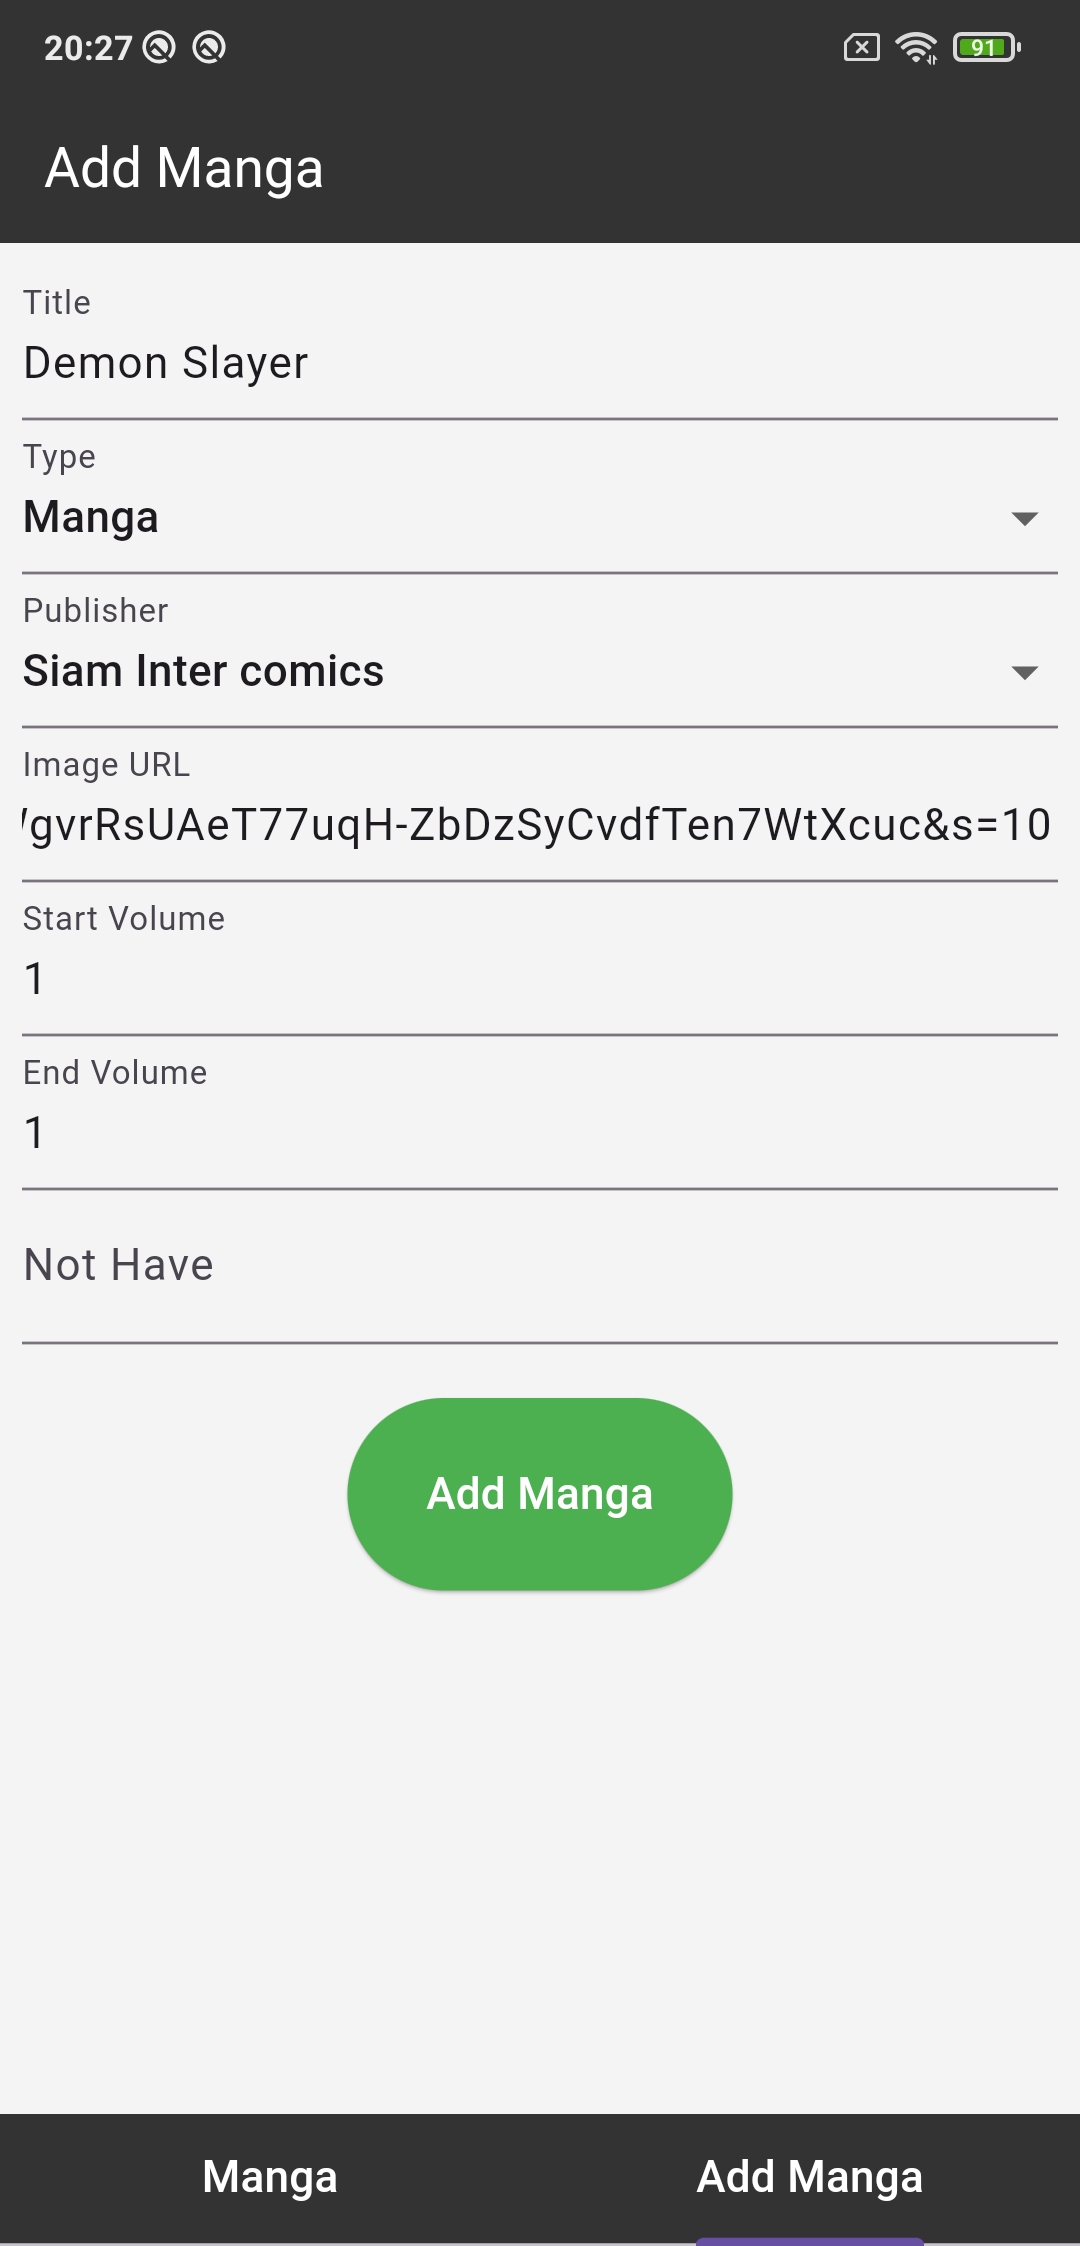 20:27
91
Add Manga
Title
Demon Slayer
Type
Manga
Publisher
Siam Inter comics
Image URL
gvrRsUAeT77uqH-ZbDzSyCvdfTen7WtXcuc&s=10
Start Volume
1
End Volume
1
Not Have
Add Manga
Manga
Add Manga